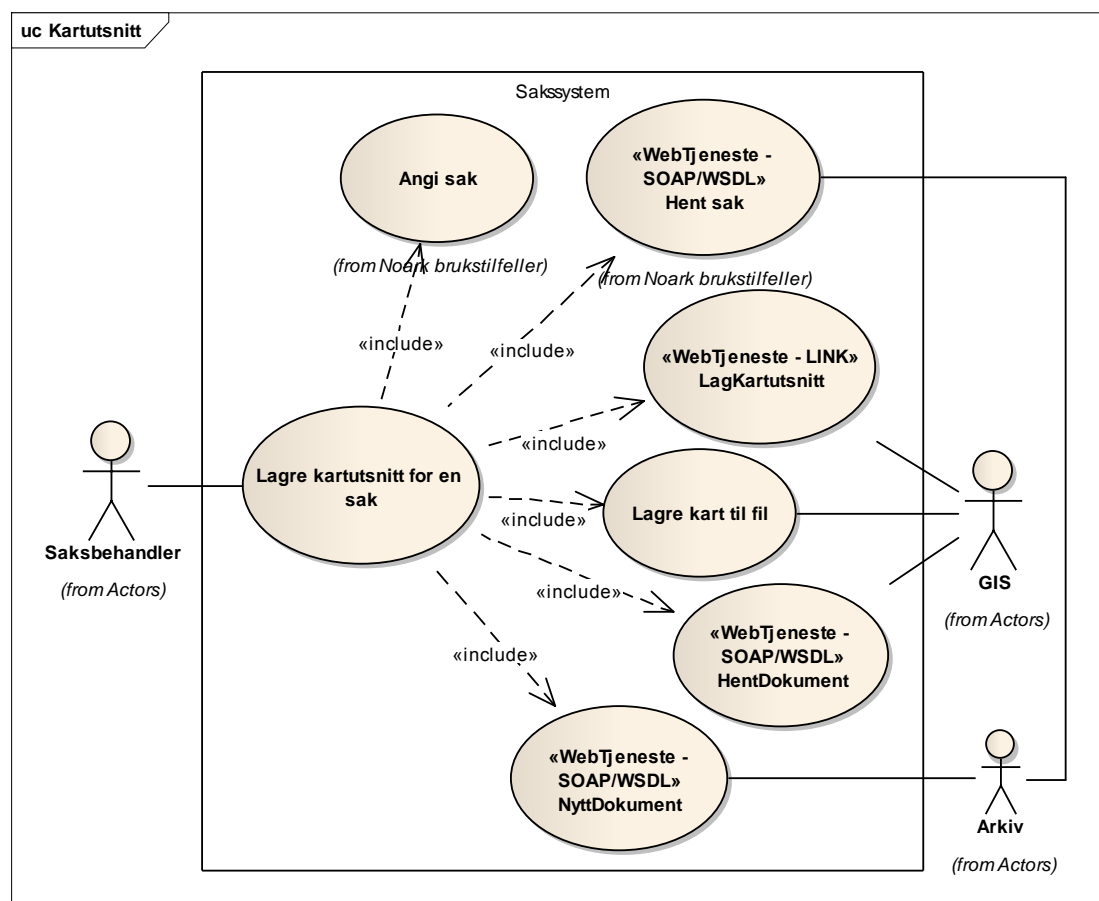 uc Kartutsnitt
Sakssystem
Angi sak
(from Noark brukstilfeller)
«WebTjeneste -
SOAP/WSDL»
Hent sak
(from Noark brukstilfeller)
«include»
«include»
«WebTjeneste - LINK»
LagKartutsnitt
«include»
Lagre kartutsnitt for en
sak
Saksbehandler
(from Actors)
Lagre kart til fil
«include»
GIS
(from Actors)
«include»
«WebTjeneste -
SOAP/WSDL»
HentDokument
«include»
«WebTjeneste -
SOAP/WSDL»
NyttDokument
Arkiv
(from Actors)